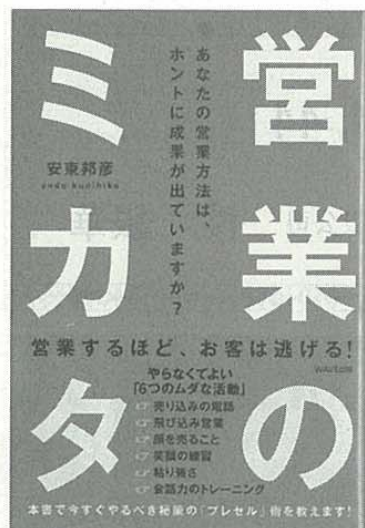 営業の
ミカタ
あなたの営業方法は、
ホントに成果が出ていますか？
安東邦彦
ando kunihiko
営業するほど、お客は逃げる！
WAVE出版
やらなくてよい
「6つのムダな活動」
☞ 売り込みの電話
☞ 飛び込み営業
☞ 顔を売ること
☞ 笑顔の練習
☞ 粘り強さ
☞ 会話力のトレーニング
本書で今すぐやるべき秘策の「プレセル」術を教えます！